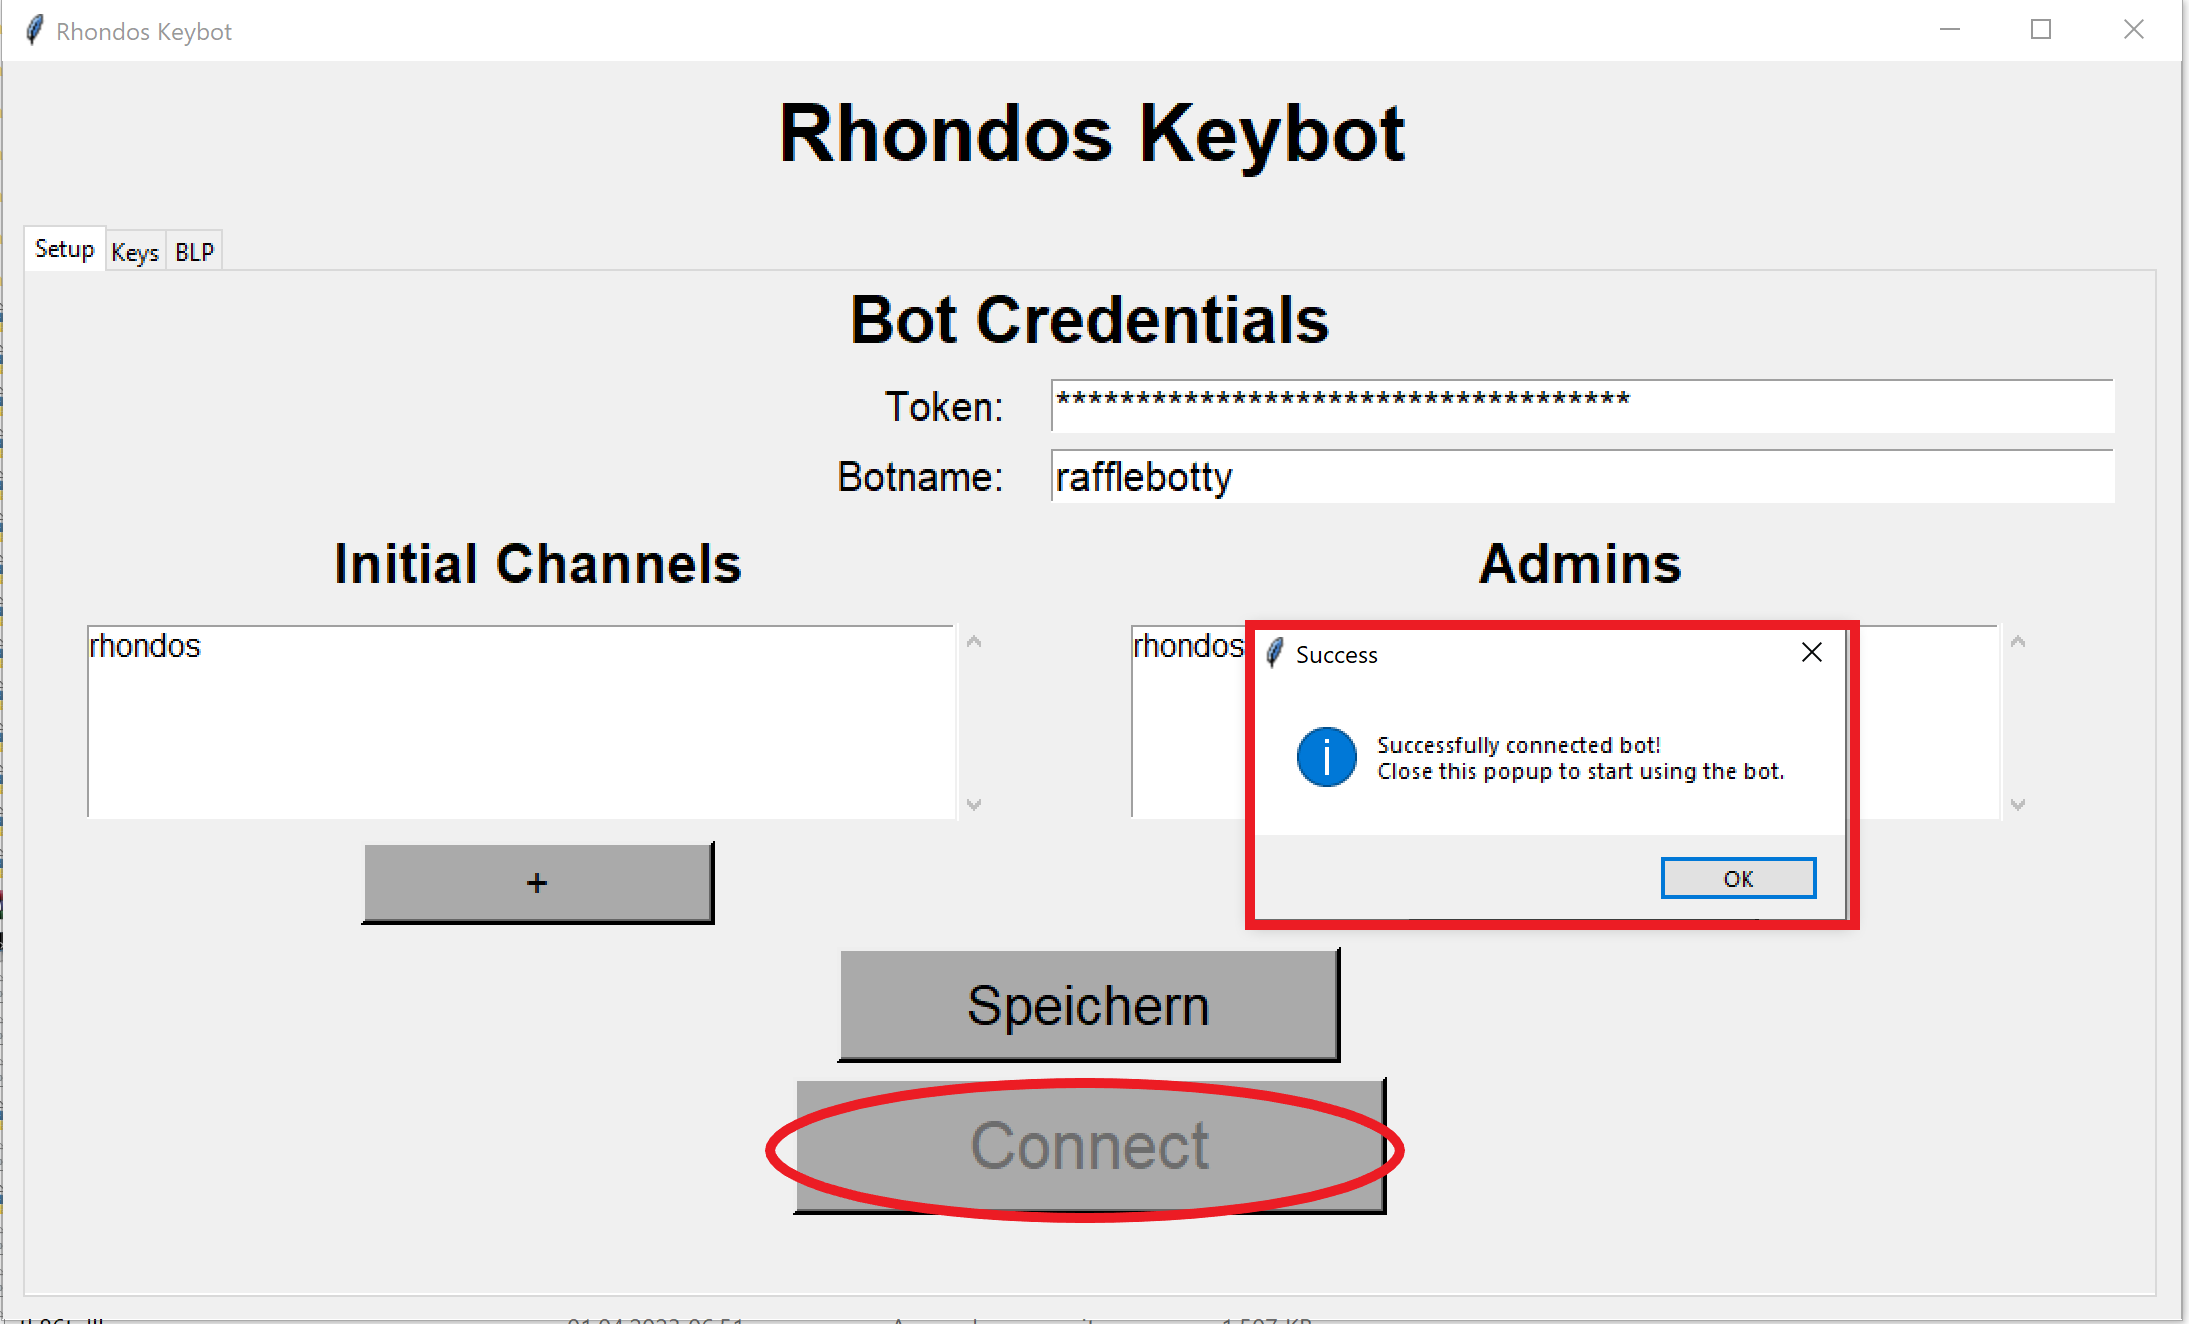 Rhondos Keybot
Rhondos Keybot
Setup
Keys
BLP
Bot Credentials
Token: ************************************
Botname: rafflebotty
Initial Channels
Admins
rhondos
rhondos
Success
Successfully connected bot!
Close this popup to start using the bot.
OK
+
Speichern
Connect